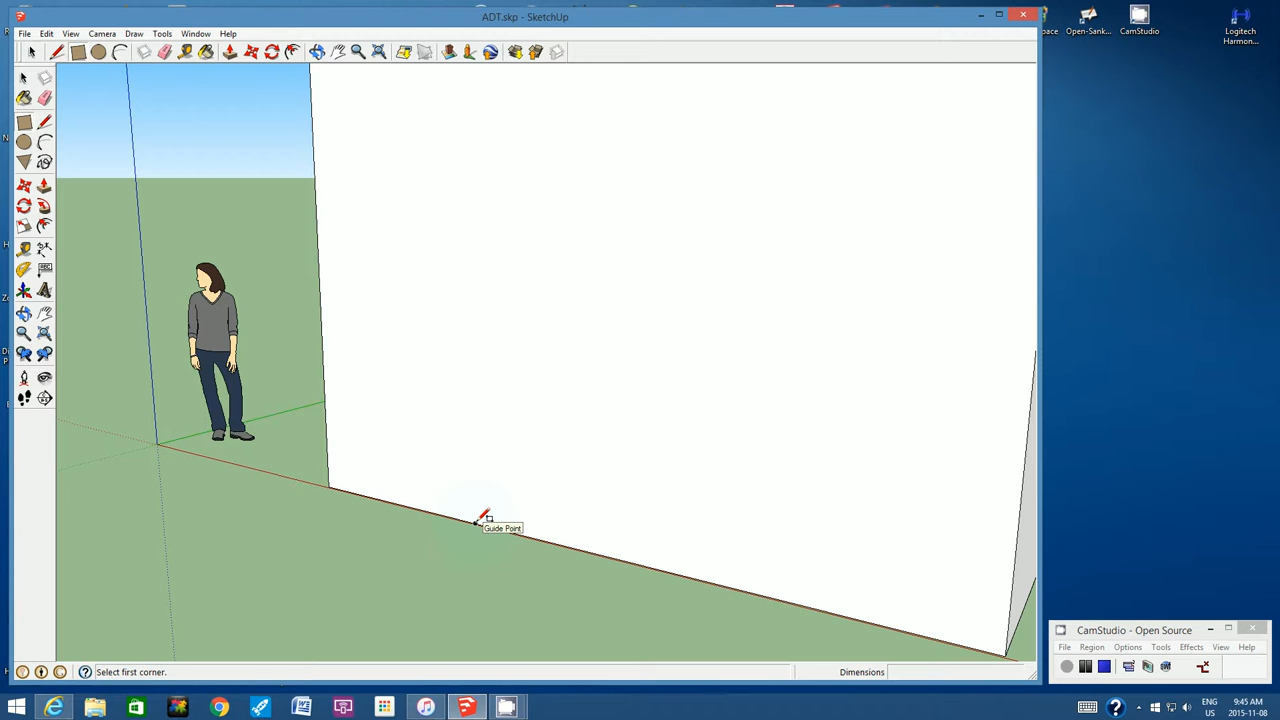 ADT.skp - SketchUp
File Edit View Camera Draw Tools Window Help
ABC
Guide Point
Select first corner.
Dimensions
Open-Sank...
CamStudio
Logitech
Harmon...
CamStudio - Open Source
File Region Options Tools Effects View Help
ENG
US
9:45 AM
2015-11-08